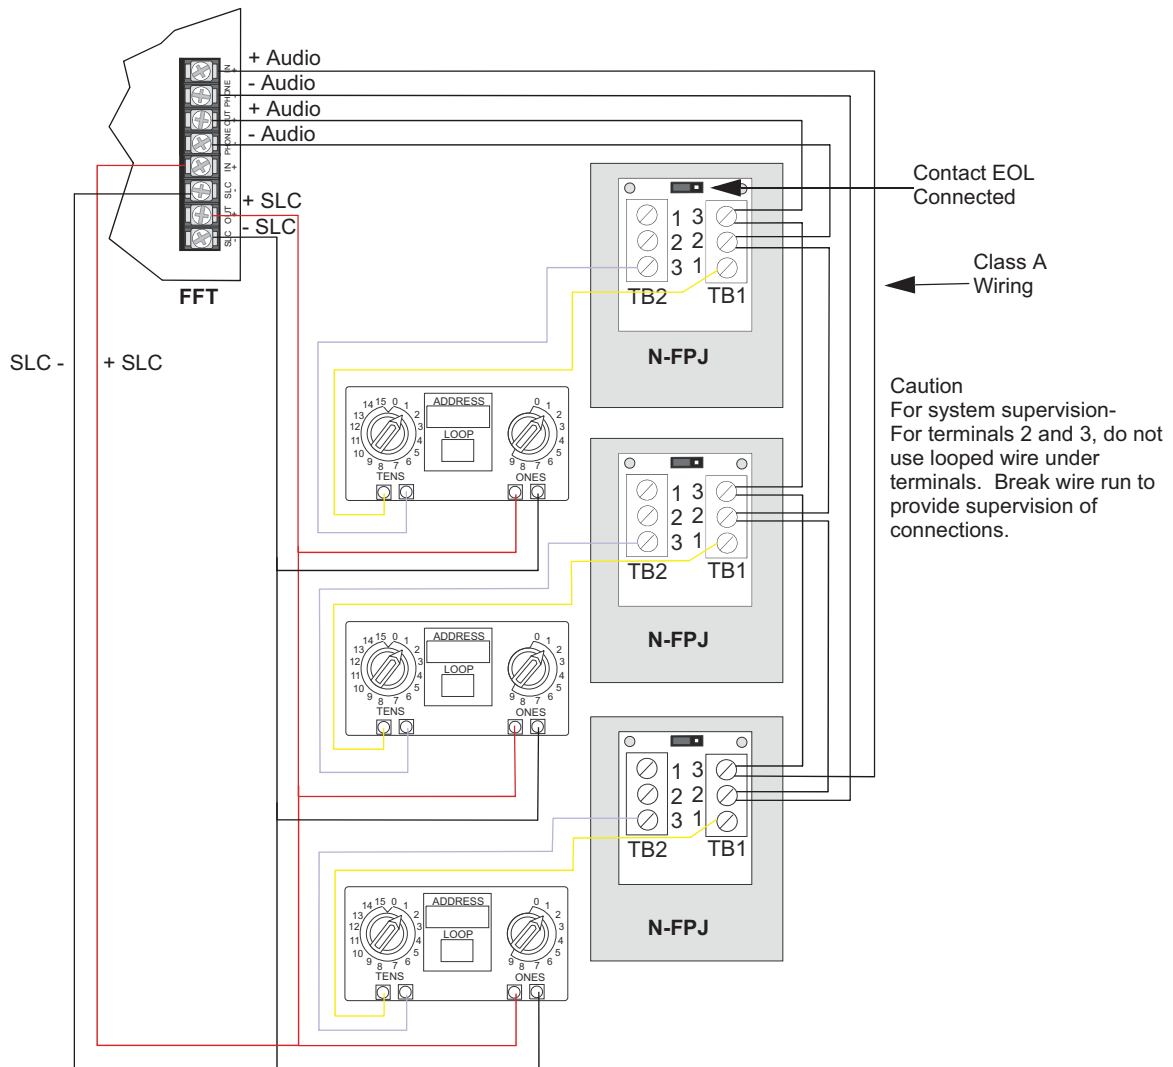 + Audio
- Audio
+ Audio
- Audio
IN +
PHONE -
OUT +
PHONE -
IN +
SLC -
OUT +
SLC -
+ SLC
- SLC
FFT
SLC -
+ SLC
Contact EOL
Connected
Class A
Wiring
Caution
For system supervision-
For terminals 2 and 3, do not
use looped wire under
terminals. Break wire run to
provide supervision of
connections.
1 3
2 2
3 1
TB2 TB1
N-FPJ
14 15 0 1 2 3 4 5 6 7 8 9 10 11 12 13
TENS
ADDRESS
LOOP
0 1 2 3 4 5 6 7 8 9
ONES
1 3
2 2
3 1
TB2 TB1
N-FPJ
14 15 0 1 2 3 4 5 6 7 8 9 10 11 12 13
TENS
ADDRESS
LOOP
0 1 2 3 4 5 6 7 8 9
ONES
1 3
2 2
3 1
TB2 TB1
N-FPJ
14 15 0 1 2 3 4 5 6 7 8 9 10 11 12 13
TENS
ADDRESS
LOOP
0 1 2 3 4 5 6 7 8 9
ONES